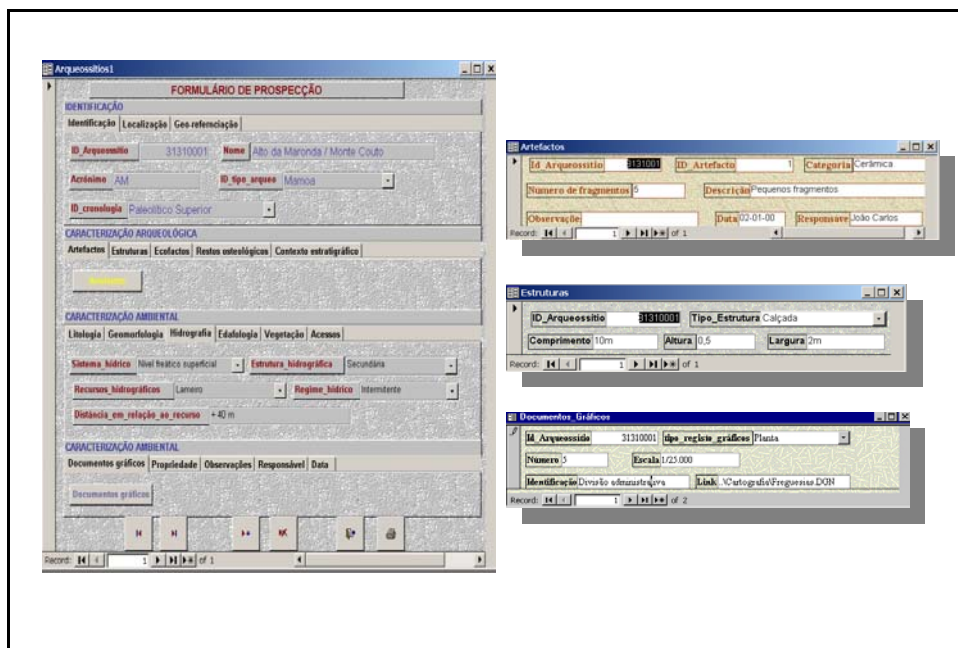 Arqueossítios1
FORMULÁRIO DE PROSPECÇÃO
IDENTIFICAÇÃO
Identificação Localização Geo-referenciação
ID_Arqueossítio 31310001 Nome Alto da Maronda / Monte Couto
Acrónimo AM ID_tipo_arqueo Mamoa
ID_cronologia Paleolítico Superior
CARACTERIZAÇÃO ARQUEOLÓGICA
Artefactos Estruturas Ecofactos Restos osteológicos Contexto estratigráfico
CARACTERIZAÇÃO AMBIENTAL
Litologia Geomorfologia Hidrografia Edafologia Vegetação Acessos
Sistema_hídrico Nível freático superficial Estrutura_hidrográfica Secundária
Recursos_hidrográficos Lameiro Regime_hídrico Intermitente
Distância_em_relação_ao_recurso +40 m
CARACTERIZAÇÃO AMBIENTAL
Documentos gráficos Propriedade Observações Responsável Data
Documentos gráficos
Record: 1 of 1
Artefactos
Id_Arqueossitio 3131001 ID_Artefacto 1 Categoria Cerâmica
Número de fragmentos 5 Descrição Pequenos fragmentos
Observaçõe Data 02-01-00 Responsave João Carlos
Record: 1 of 1
Estruturas
ID_Arqueossitio 31310001 Tipo_Estrutura Calçada
Comprimento 10m Altura 0,5 Largura 2m
Record: 1 of 1
Documentos_Gráficos
Id_Arqueossitio 31310001 tipo_registo_gráficos Planta
Número 5 Escala 1/25.000
Identificação Divisão administrativa Link ..\Cartografia\Freguesias.DGN
Record: 1 of 2